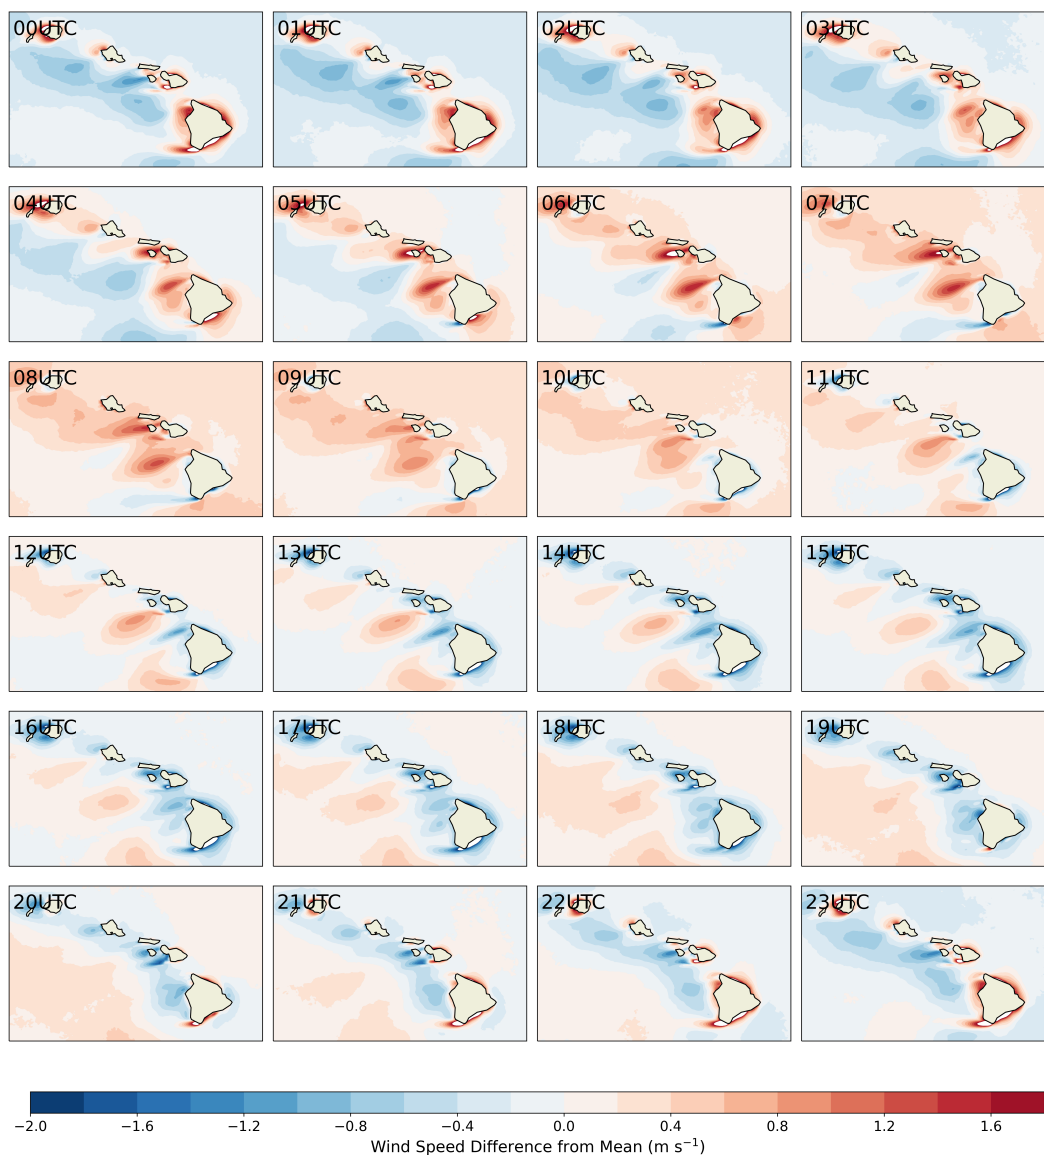 00UTC
01UTC
02UTC
03UTC
04UTC
05UTC
06UTC
07UTC
08UTC
09UTC
10UTC
11UTC
12UTC
13UTC
14UTC
15UTC
16UTC
17UTC
18UTC
19UTC
20UTC
21UTC
22UTC
23UTC
−2.0 −1.6 −1.2 −0.8 −0.4 0.0 0.4 0.8 1.2 1.6
Wind Speed Difference from Mean (m s⁻¹)